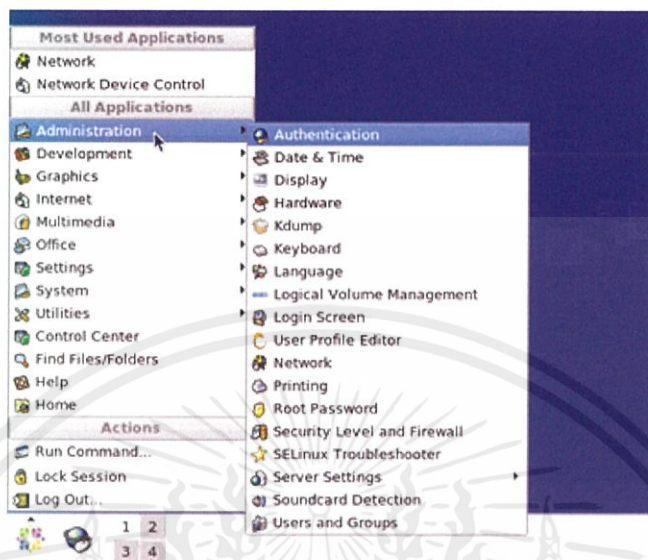 Most Used Applications
Network
Network Device Control
All Applications
Administration
Development
Graphics
Internet
Multimedia
Office
Settings
System
Utilities
Control Center
Find Files/Folders
Help
Home
Actions
Run Command...
Lock Session
Log Out...
Authentication
Date & Time
Display
Hardware
Kdump
Keyboard
Language
Logical Volume Management
Login Screen
User Profile Editor
Network
Printing
Root Password
Security Level and Firewall
SELinux Troubleshooter
Server Settings
Soundcard Detection
Users and Groups
1 2
3 4